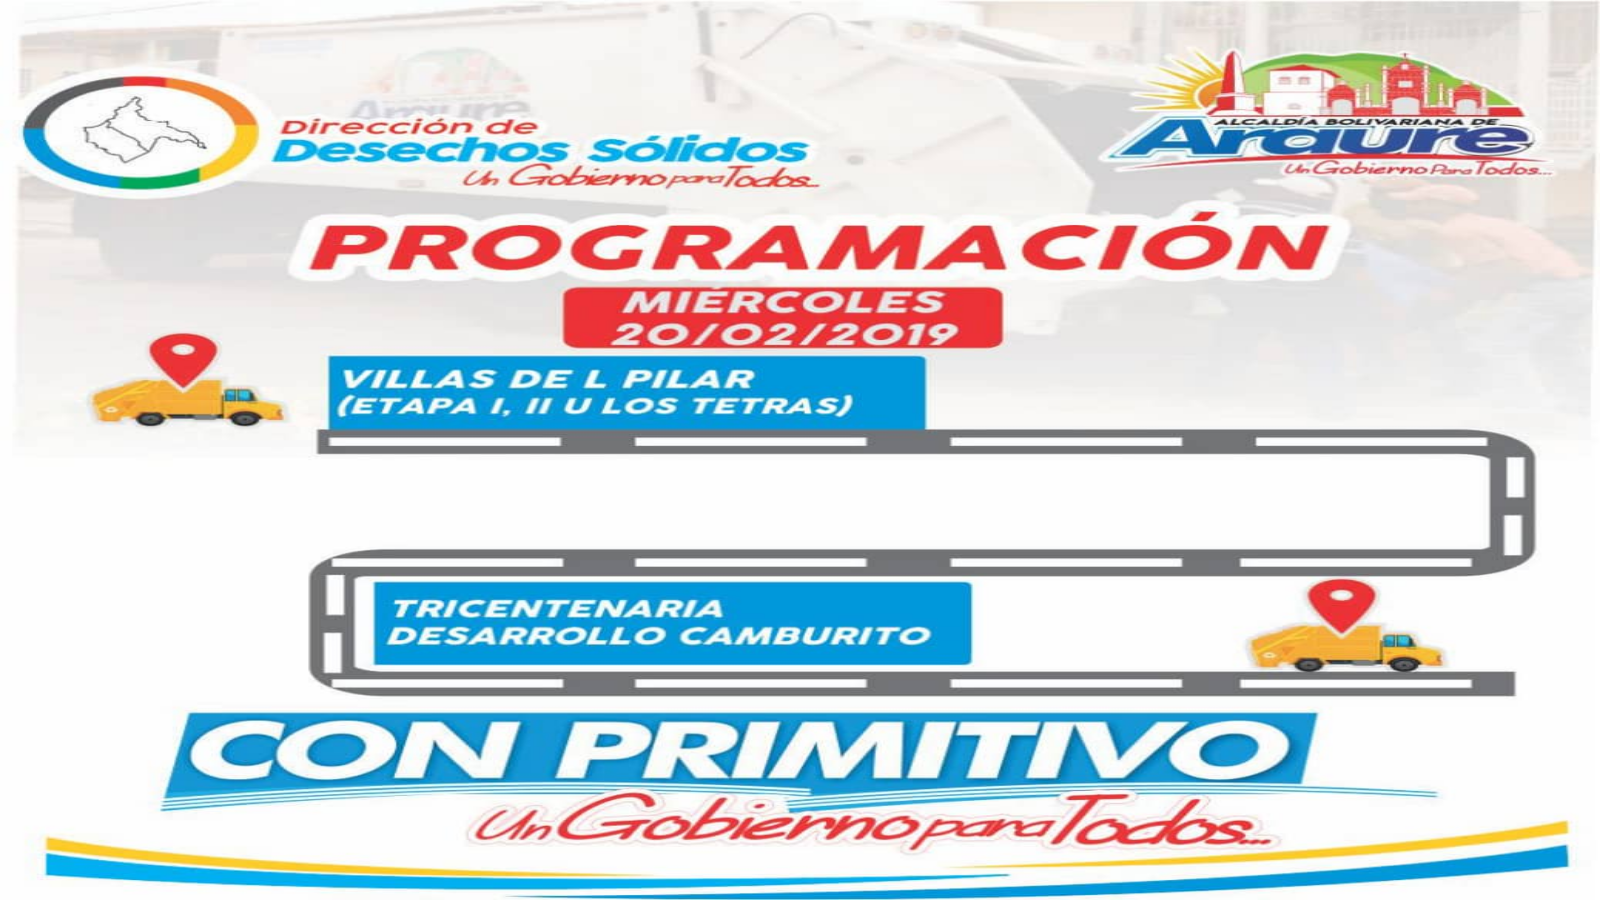 Dirección de
Desechos Sólidos
Un Gobierno para Todos...
ALCALDÍA BOLIVARIANA DE
Araure
Un Gobierno Para Todos...
Araure
PROGRAMACIÓN
MIÉRCOLES
20/02/2019
VILLAS DE L PILAR
(ETAPA I, II U LOS TETRAS)
TRICENTENARIA
DESARROLLO CAMBURITO
CON PRIMITIVO
Un Gobierno para Todos...